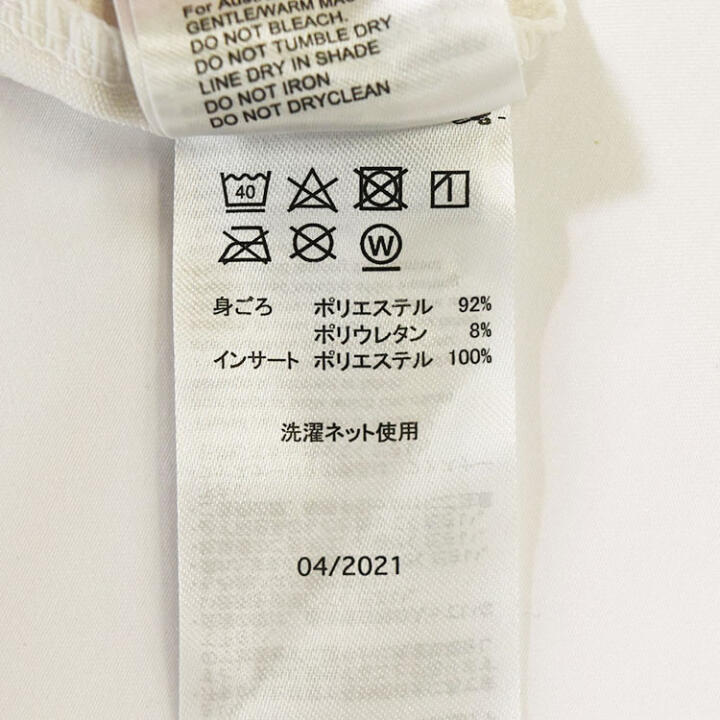 For Aust
GENTLE/WARM MA
DO NOT BLEACH.
DO NOT TUMBLE DRY
LINE DRY IN SHADE
DO NOT IRON
DO NOT DRYCLEAN
40
W
身ごろ ポリエステル 92%
ポリウレタン 8%
インサート ポリエステル 100%
洗濯ネット使用
04/2021